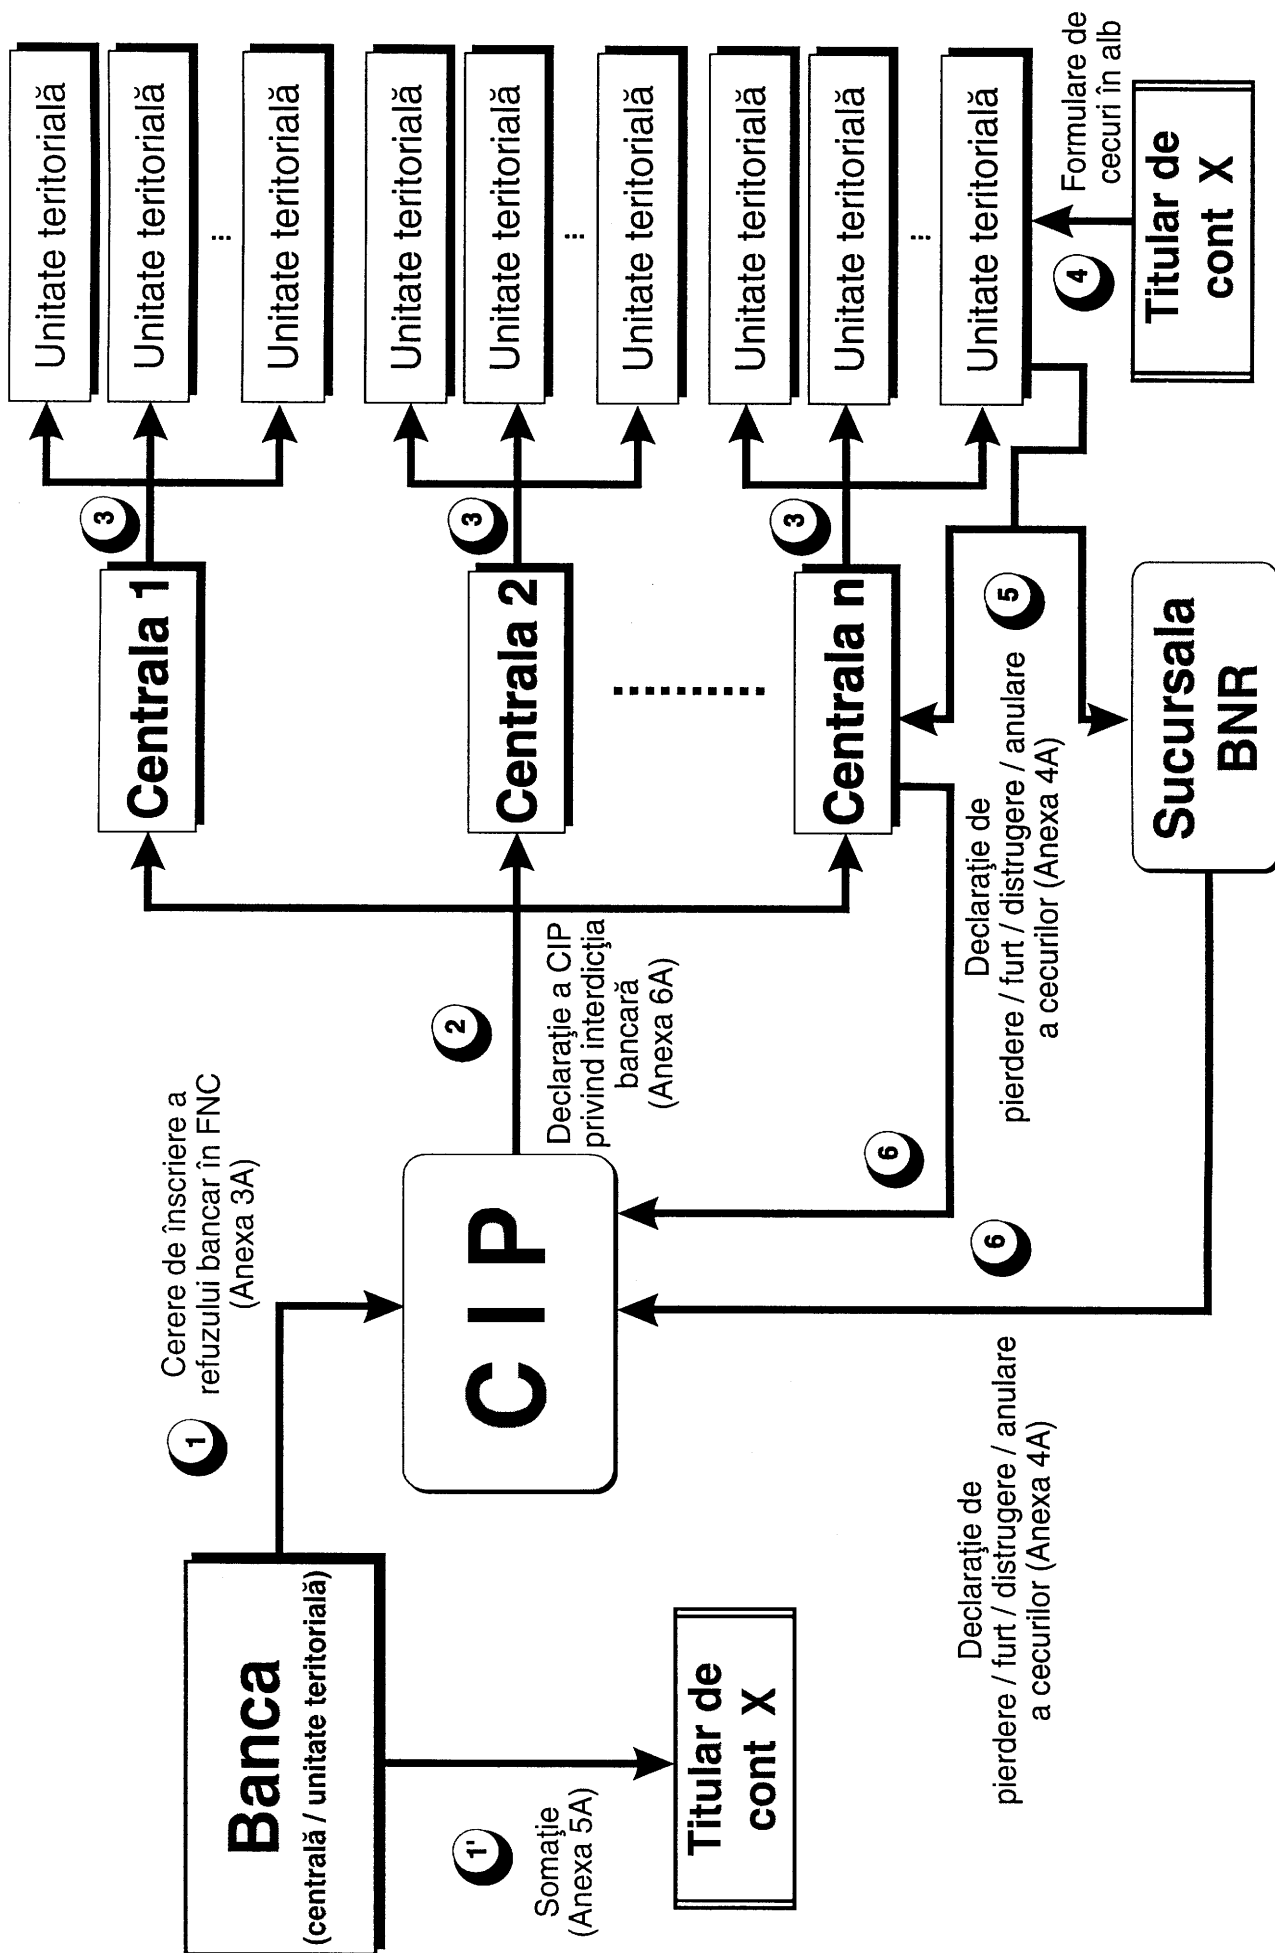 Banca
(centrală / unitate teritorială)
1
Cerere de înscriere a
refuzului bancar în FNC
(Anexa 3A)
1'
Somaţie
(Anexa 5A)
Titular de
cont X
C I P
2
Declaraţie a CIP
privind interdicţia
bancară
(Anexa 6A)
Centrala 1
Centrala 2
Centrala n
3
3
3
Unitate teritorială
Unitate teritorială
...
Unitate teritorială
Unitate teritorială
Unitate teritorială
...
Unitate teritorială
Unitate teritorială
Unitate teritorială
...
Unitate teritorială
4
Formulare de
cecuri în alb
Titular de
cont X
5
Declaraţie de
pierdere / furt / distrugere / anulare
a cecurilor (Anexa 4A)
Sucursala
BNR
6
6
Declaraţie de
pierdere / furt / distrugere / anulare
a cecurilor (Anexa 4A)